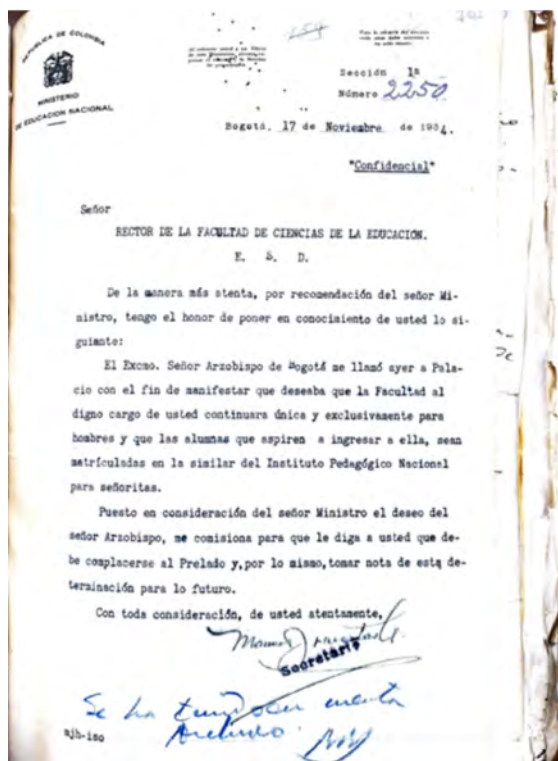 REPUBLICA DE COLOMBIA
MINISTERIO
DE EDUCACION NACIONAL
Sección 1a
Número 2250
Bogotá, 17 de Noviembre de 1934.
"Confidencial"
Señor
RECTOR DE LA FACULTAD DE CIENCIAS DE LA EDUCACION.
E. S. D.
De la manera más atenta, por recomendación del señor Mi-
nistro, tengo el honor de poner en conocimiento de usted lo si-
guiante:
El Excmo. Señor Arzobispo de Bogotá me llamó ayer a Pala-
cio con el fin de manifestar que deseaba que la Facultad al
digno cargo de usted continuara única y exclusivamente para
hombres y que las alumnas que aspiren a ingresar a ella, sean
matriculadas en la similar del Instituto Pedagógico Nacional
para señoritas.
Puesto en consideración del señor Ministro el deseo del
señor Arzobispo, me comisiona para que le diga a usted que de-
be complacerse al Prelado y, por lo mismo, tomar nota de esta de-
terminación para lo futuro.
Con toda consideración, de usted atentamente,
Secretario
Se ha en cuenta
mjh-iso